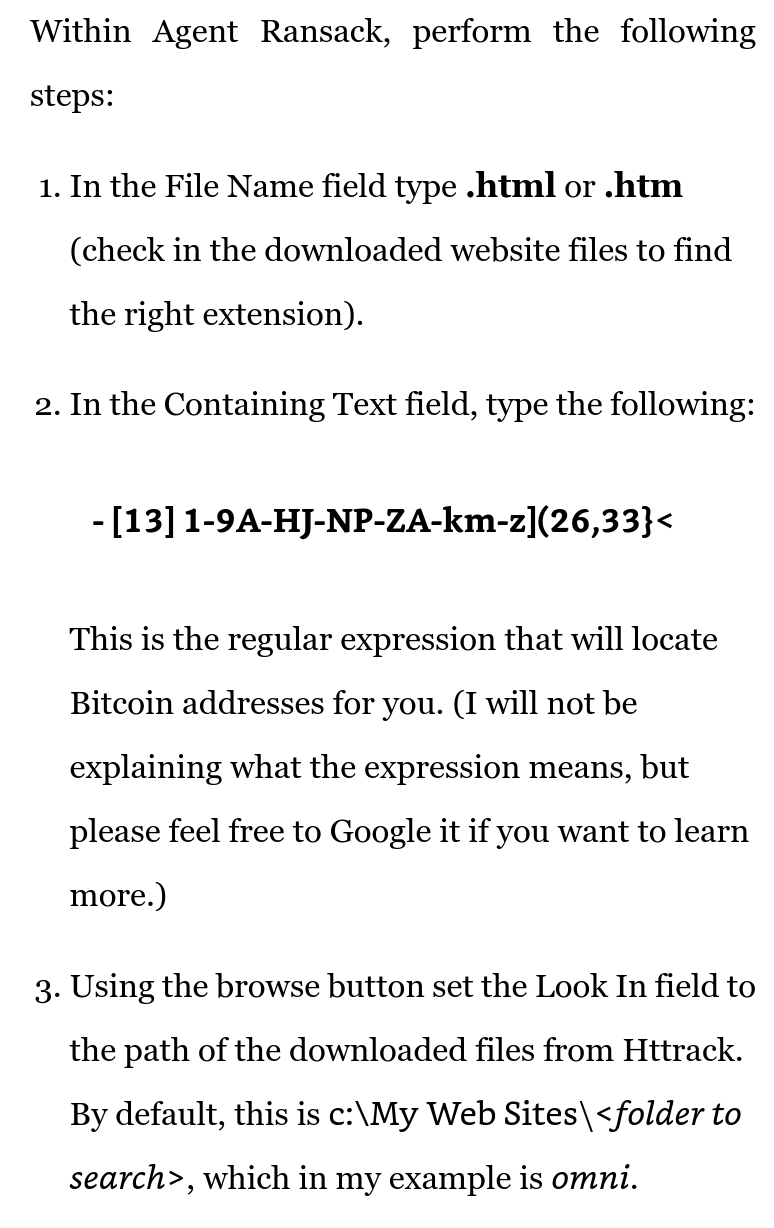 Within Agent Ransack, perform the following
steps:
1. In the File Name field type .html or .htm
(check in the downloaded website files to find
the right extension).
2. In the Containing Text field, type the following:
- [13] 1-9A-HJ-NP-ZA-km-z](26,33}<
This is the regular expression that will locate
Bitcoin addresses for you. (I will not be
explaining what the expression means, but
please feel free to Google it if you want to learn
more.)
3. Using the browse button set the Look In field to
the path of the downloaded files from Httrack.
By default, this is c:\My Web Sites\<folder to
search>, which in my example is omni.